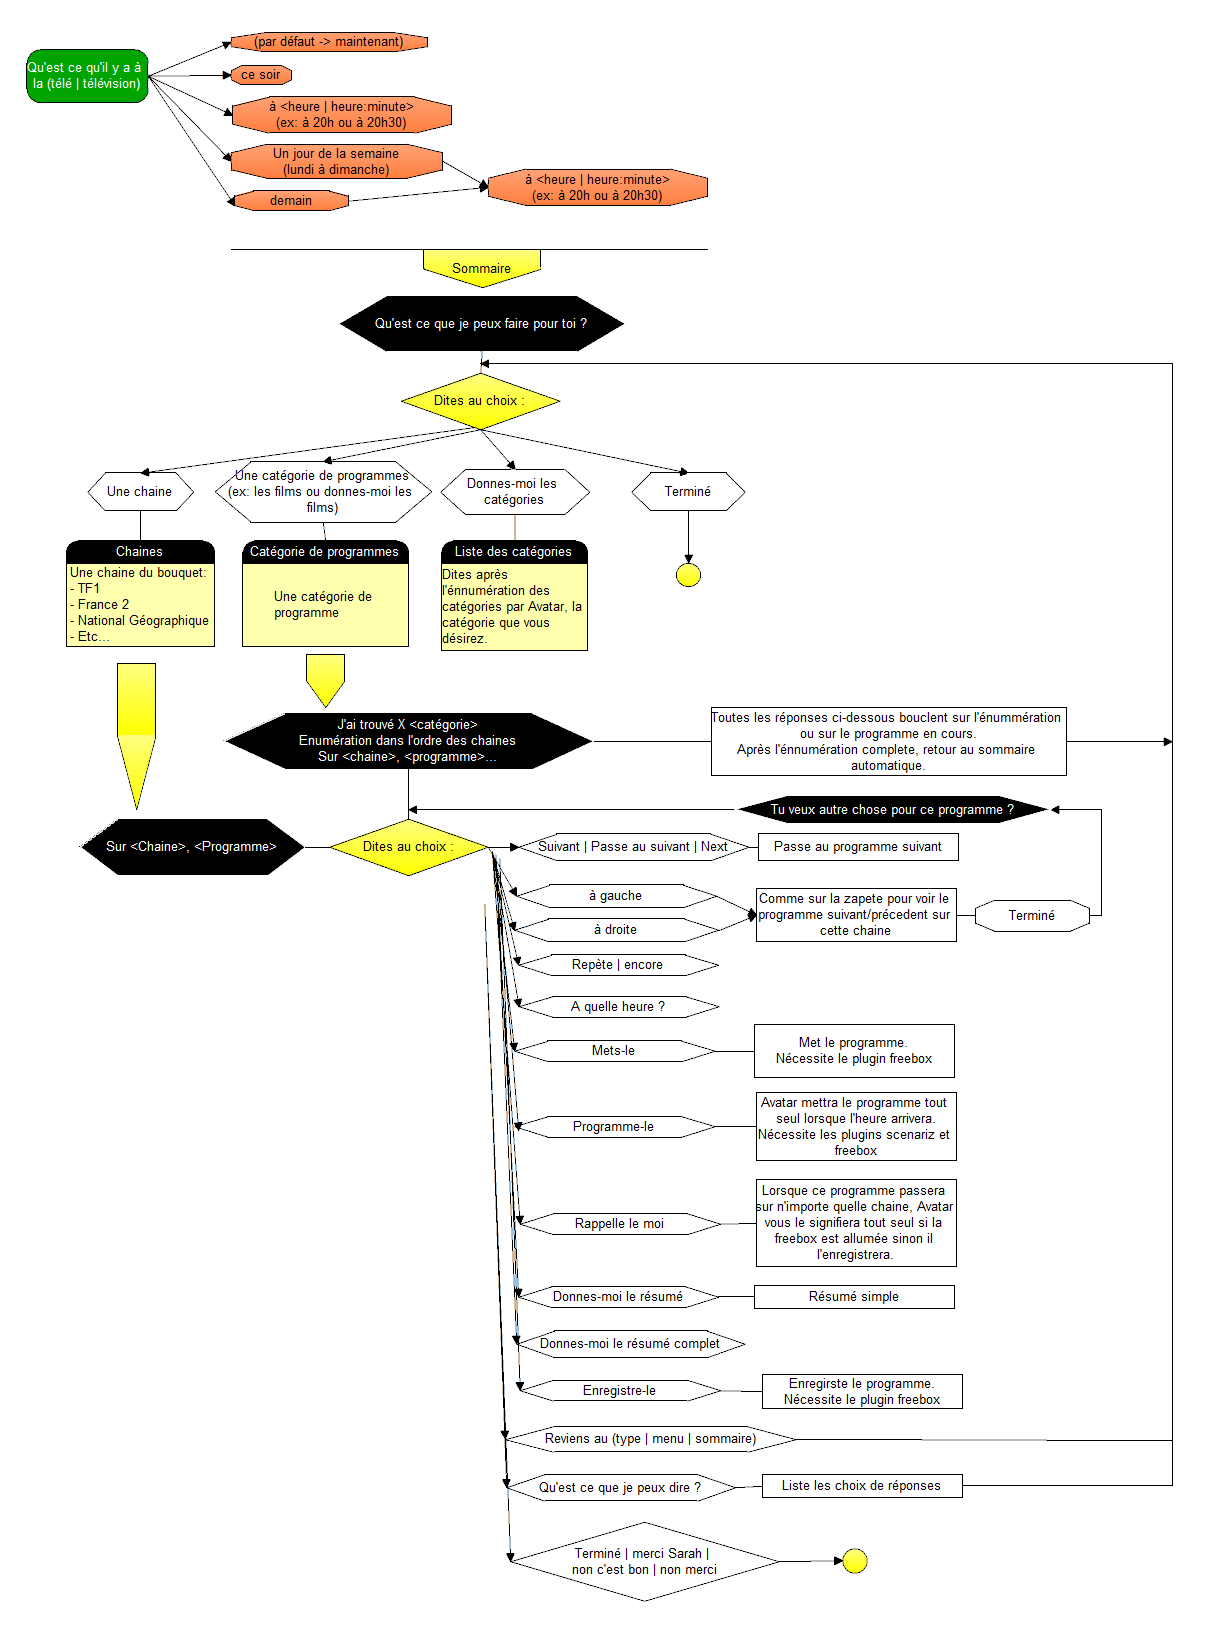 Qu'est ce qu'il y a à
la (télé | télévision)
(par défaut -> maintenant)
ce soir
à <heure | heure:minute>
(ex: à 20h ou à 20h30)
Un jour de la semaine
(lundi à dimanche)
demain
à <heure | heure:minute>
(ex: à 20h ou à 20h30)
Sommaire
Qu'est ce que je peux faire pour toi ?
Dites au choix :
Une chaine
Une catégorie de programmes
(ex: les films ou donnes-moi les
films)
Donnes-moi les
catégories
Terminé
Chaines
Une chaine du bouquet:
- TF1
- France 2
- National Géographique
- Etc...
Catégorie de programmes
Une catégorie de
programme
Liste des catégories
Dites après
l'énnumération des
catégories par Avatar, la
catégorie que vous
désirez.
J'ai trouvé X <catégorie>
Enumération dans l'ordre des chaines
Sur <chaine>, <programme>...
Toutes les réponses ci-dessous bouclent sur l'énummération
ou sur le programme en cours.
Après l'énnumération complete, retour au sommaire
automatique.
Tu veux autre chose pour ce programme ?
Sur <Chaine>, <Programme>
Dites au choix :
Suivant | Passe au suivant | Next
Passe au programme suivant
à gauche
à droite
Comme sur la zapete pour voir le
programme suivant/précedent sur
cette chaine
Terminé
Repète | encore
A quelle heure ?
Mets-le
Met le programme.
Nécessite le plugin freebox
Programme-le
Avatar mettra le programme tout
seul lorsque l'heure arrivera.
Nécessite les plugins scenariz et
freebox
Rappelle le moi
Lorsque ce programme passera
sur n'importe quelle chaine, Avatar
vous le signifiera tout seul si la
freebox est allumée sinon il
l'enregistrera.
Donnes-moi le résumé
Résumé simple
Donnes-moi le résumé complet
Enregistre-le
Enregirste le programme.
Nécessite le plugin freebox
Reviens au (type | menu | sommaire)
Qu'est ce que je peux dire ?
Liste les choix de réponses
Terminé | merci Sarah |
non c'est bon | non merci